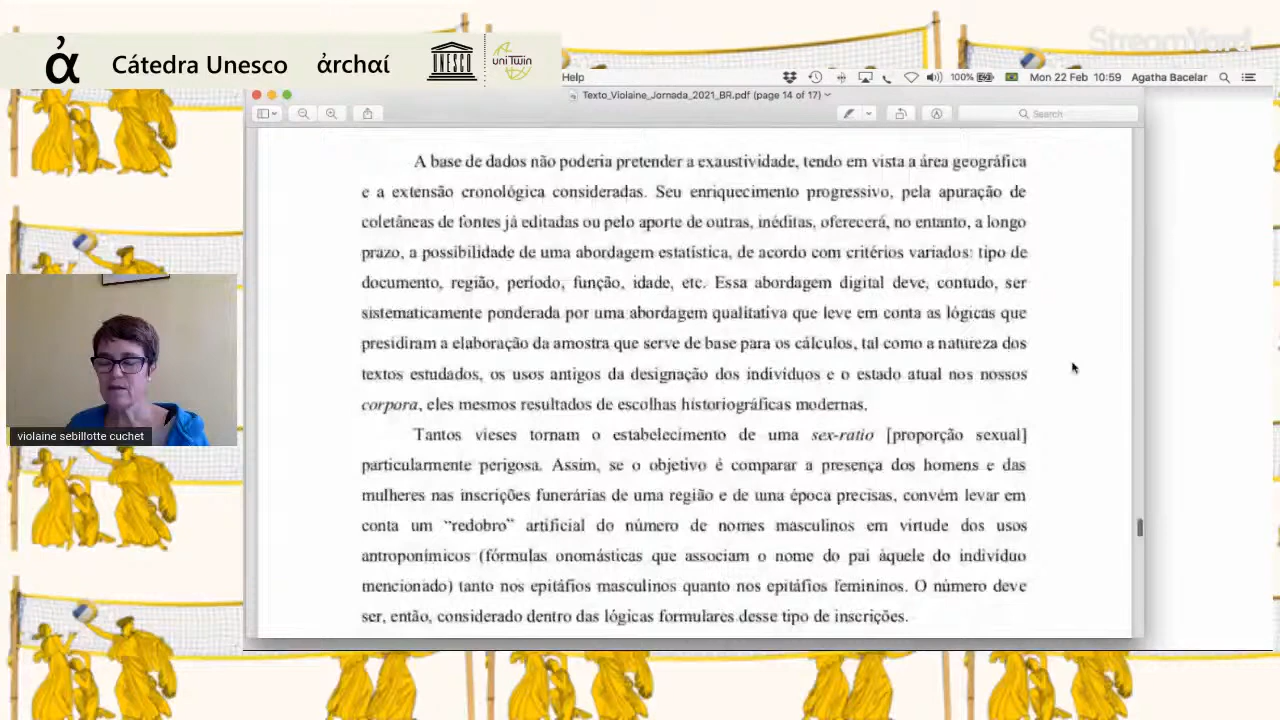 StreamYard
ἀ Cátedra Unesco ἀrchaí UNESCO uniTwin
Help 100% Mon 22 Feb 10:59 Agatha Bacelar
Texto_Violaine_Jornada_2021_BR.pdf (page 14 of 17)
Search
A base de dados não poderia pretender a exaustividade, tendo em vista a área geográfica
e a extensão cronológica consideradas. Seu enriquecimento progressivo, pela apuração de
coletâneas de fontes já editadas ou pelo aporte de outras, inéditas, oferecerá, no entanto, a longo
prazo, a possibilidade de uma abordagem estatística, de acordo com critérios variados: tipo de
documento, região, período, função, idade, etc. Essa abordagem digital deve, contudo, ser
sistematicamente ponderada por uma abordagem qualitativa que leve em conta as lógicas que
presidiram a elaboração da amostra que serve de base para os cálculos, tal como a natureza dos
textos estudados, os usos antigos da designação dos indivíduos e o estado atual nos nossos
corpora, eles mesmos resultados de escolhas historiográficas modernas.
Tantos vieses tornam o estabelecimento de uma sex-ratio [proporção sexual]
particularmente perigosa. Assim, se o objetivo é comparar a presença dos homens e das
mulheres nas inscrições funerárias de uma região e de uma época precisas, convém levar em
conta um “redobro” artificial do número de nomes masculinos em virtude dos usos
antroponímicos (fórmulas onomásticas que associam o nome do pai àquele do indivíduo
mencionado) tanto nos epitáfios masculinos quanto nos epitáfios femininos. O número deve
ser, então, considerado dentro das lógicas formulares desse tipo de inscrições.
violaine sebillotte cuchet